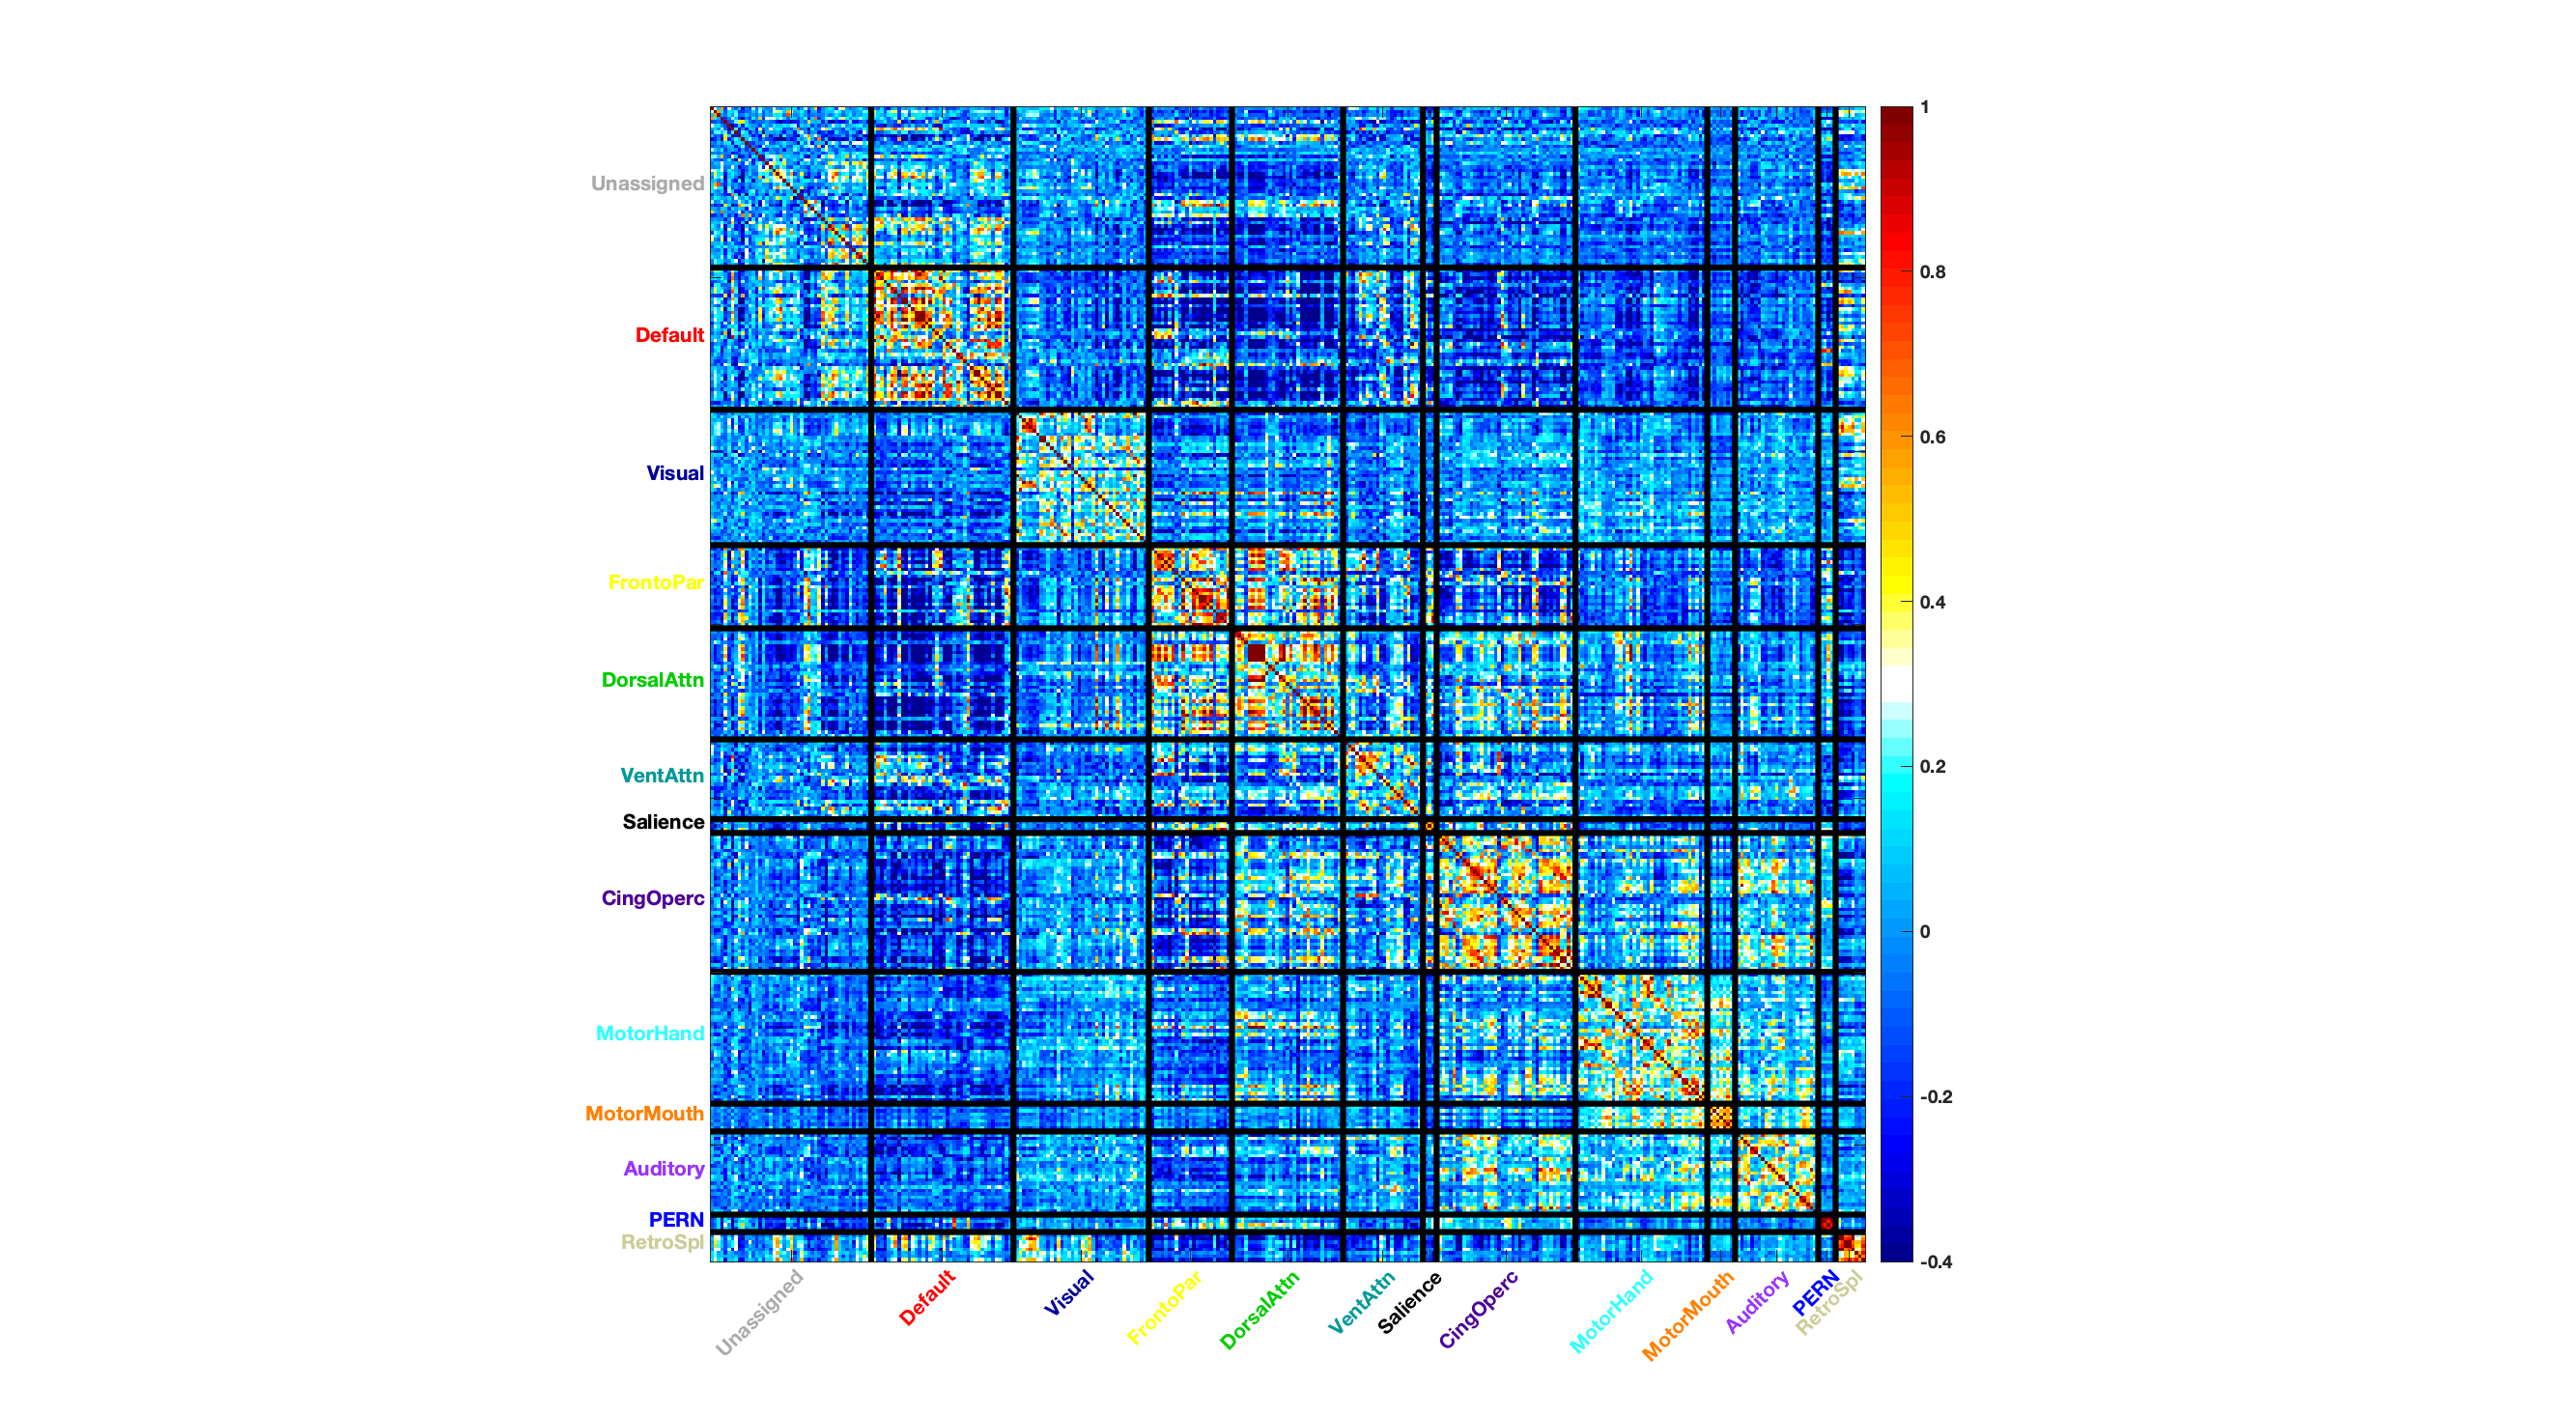 Unassigned
Default
Visual
FrontoPar
DorsalAttn
VentAttn
Salience
CingOperc
MotorHand
MotorMouth
Auditory
PERN
RetroSpl
Unassigned
Default
Visual
FrontoPar
DorsalAttn
VentAttn
Salience
CingOperc
MotorHand
MotorMouth
Auditory
PERN
RetroSpl
1
0.8
0.6
0.4
0.2
0
-0.2
-0.4